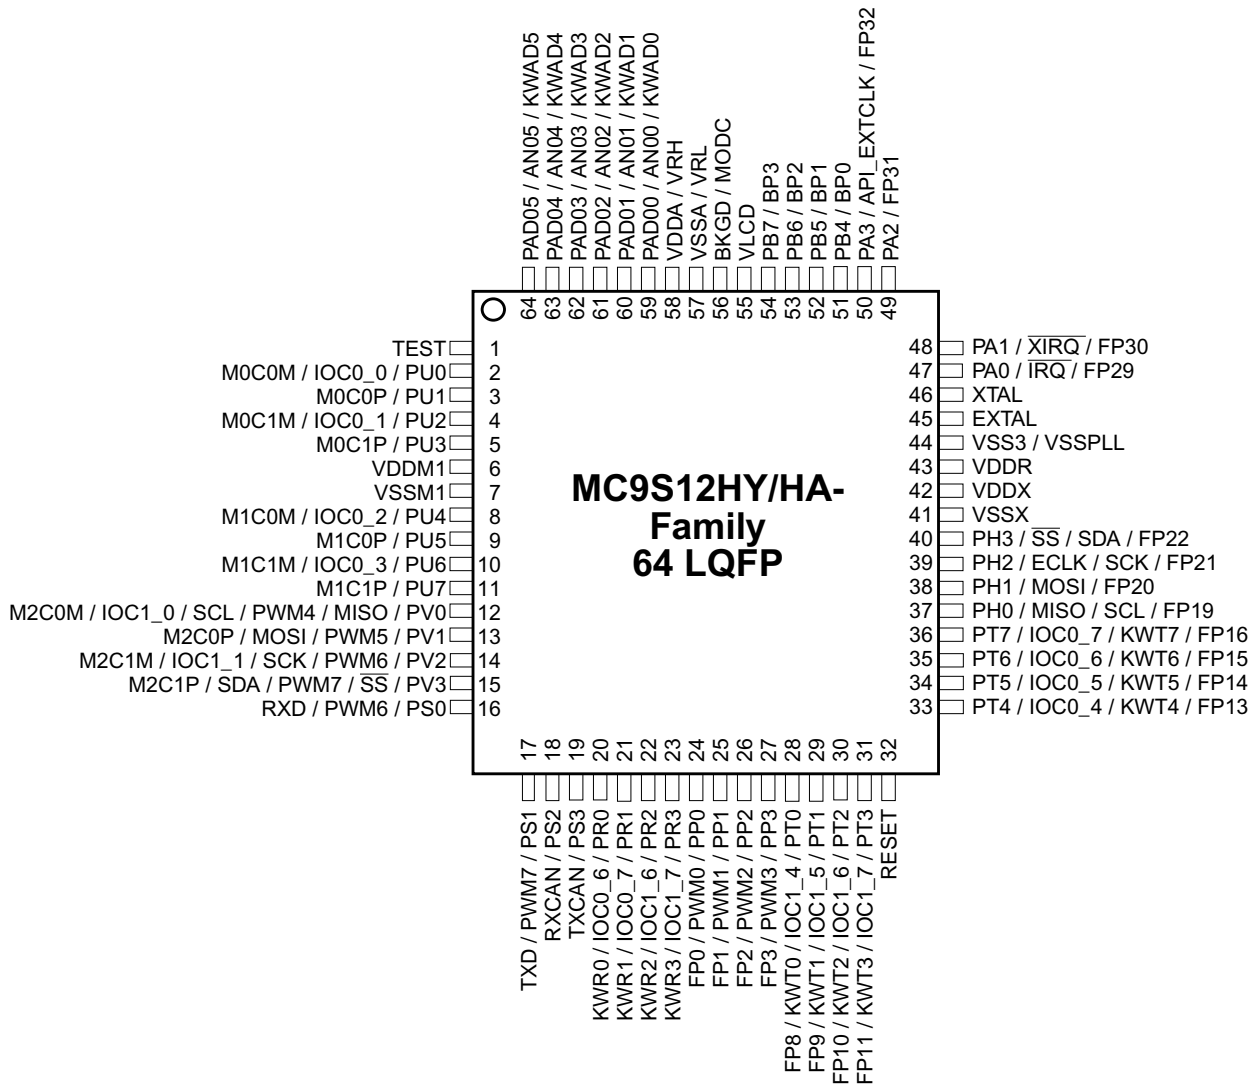 PAD05 / AN05 / KWAD5
PAD04 / AN04 / KWAD4
PAD03 / AN03 / KWAD3
PAD02 / AN02 / KWAD2
PAD01 / AN01 / KWAD1
PAD00 / AN00 / KWAD0
VDDA / VRH
VSSA / VRL
BKGD / MODC
VLCD
PB7 / BP3
PB6 / BP2
PB5 / BP1
PB4 / BP0
PA3 / API_EXTCLK / FP32
PA2 / FP31
64 63 62 61 60 59 58 57 56 55 54 53 52 51 50 49
TEST 1
M0C0M / IOC0_0 / PU0 2
M0C0P / PU1 3
M0C1M / IOC0_1 / PU2 4
M0C1P / PU3 5
VDDM1 6
VSSM1 7
M1C0M / IOC0_2 / PU4 8
M1C0P / PU5 9
M1C1M / IOC0_3 / PU6 10
M1C1P / PU7 11
M2C0M / IOC1_0 / SCL / PWM4 / MISO / PV0 12
M2C0P / MOSI / PWM5 / PV1 13
M2C1M / IOC1_1 / SCK / PWM6 / PV2 14
M2C1P / SDA / PWM7 / SS / PV3 15
RXD / PWM6 / PS0 16
MC9S12HY/HA-
Family
64 LQFP
48 PA1 / XIRQ / FP30
47 PA0 / IRQ / FP29
46 XTAL
45 EXTAL
44 VSS3 / VSSPLL
43 VDDR
42 VDDX
41 VSSX
40 PH3 / SS / SDA / FP22
39 PH2 / ECLK / SCK / FP21
38 PH1 / MOSI / FP20
37 PH0 / MISO / SCL / FP19
36 PT7 / IOC0_7 / KWT7 / FP16
35 PT6 / IOC0_6 / KWT6 / FP15
34 PT5 / IOC0_5 / KWT5 / FP14
33 PT4 / IOC0_4 / KWT4 / FP13
17 18 19 20 21 22 23 24 25 26 27 28 29 30 31 32
TXD / PWM7 / PS1
RXCAN / PS2
TXCAN / PS3
KWR0 / IOC0_6 / PR0
KWR1 / IOC0_7 / PR1
KWR2 / IOC1_6 / PR2
KWR3 / IOC1_7 / PR3
FP0 / PWM0 / PP0
FP1 / PWM1 / PP1
FP2 / PWM2 / PP2
FP3 / PWM3 / PP3
FP8 / KWT0 / IOC1_4 / PT0
FP9 / KWT1 / IOC1_5 / PT1
FP10 / KWT2 / IOC1_6 / PT2
FP11 / KWT3 / IOC1_7 / PT3
RESET